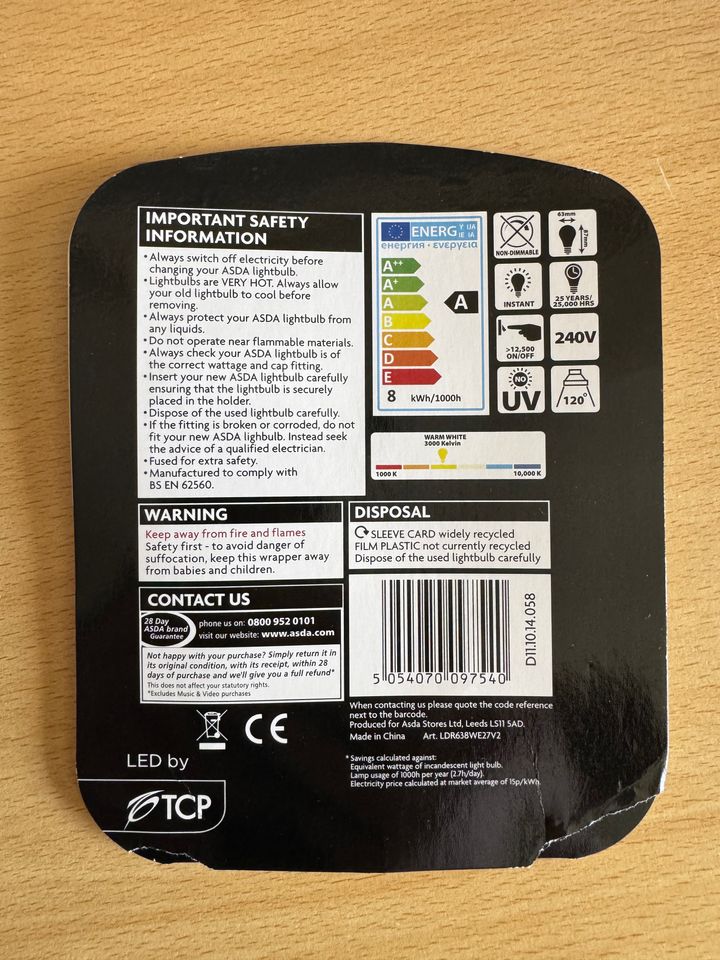 IMPORTANT SAFETY
INFORMATION
• Always switch off electricity before
changing your ASDA lightbulb.
• Lightbulbs are VERY HOT. Always allow
your old lightbulb to cool before
removing.
• Always protect your ASDA lightbulb from
any liquids.
• Do not operate near flammable materials.
• Always check your ASDA lightbulb is of
the correct wattage and cap fitting.
• Insert your new ASDA lightbulb carefully
ensuring that the lightbulb is securely
placed in the holder.
• Dispose of the used lightbulb carefully.
• If the fitting is broken or corroded, do not
fit your new ASDA lighbulb. Instead seek
the advice of a qualified electrician.
• Fused for extra safety.
• Manufactured to comply with
BS EN 62560.
ENERG Y UA
IE IA
енергия · ενεργεια
A++
A+
A
B
C
D
E
A
8 kWh/1000h
NON-DIMMABLE
63mm
87mm
INSTANT
25 YEARS/
25,000 HRS
>12,500
ON/OFF
240V
NO
UV
120°
WARM WHITE
3000 Kelvin
1000 K
10,000 K
WARNING
Keep away from fire and flames
Safety first - to avoid danger of
suffocation, keep this wrapper away
from babies and children.
DISPOSAL
SLEEVE CARD widely recycled
FILM PLASTIC not currently recycled
Dispose of the used lightbulb carefully
CONTACT US
28 Day
ASDA brand
Guarantee
phone us on: 0800 952 0101
visit our website: www.asda.com
Not happy with your purchase? Simply return it in
its original condition, with its receipt, within 28
days of purchase and we'll give you a full refund*
This does not affect your statutory rights.
*Excludes Music & Video purchases
5 054070 097540
D11.10.14.058
When contacting us please quote the code reference
next to the barcode.
Produced for Asda Stores Ltd, Leeds LS11 5AD.
Made in China Art. LDR638WE27V2
CE
LED by
TCP
* Savings calculated against:
Equivalent wattage of incandescent light bulb.
Lamp usage of 1000h per year (2.7h/day).
Electricity price calculated at market average of 15p/kWh.